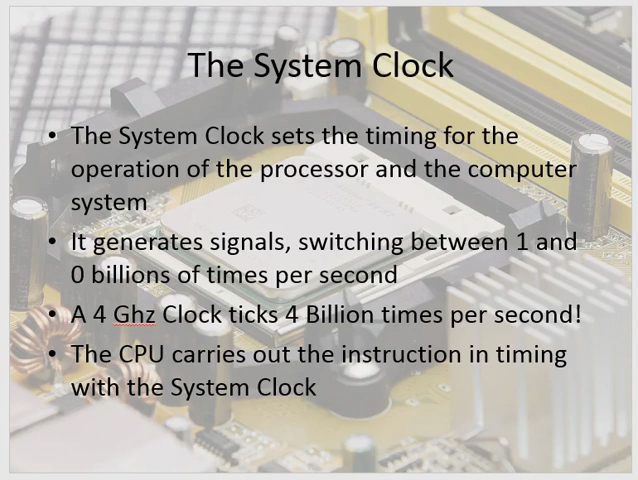 The System Clock
• The System Clock sets the timing for the
operation of the processor and the computer
system
• It generates signals, switching between 1 and
0 billions of times per second
• A 4 Ghz Clock ticks 4 Billion times per second!
• The CPU carries out the instruction in timing
with the System Clock